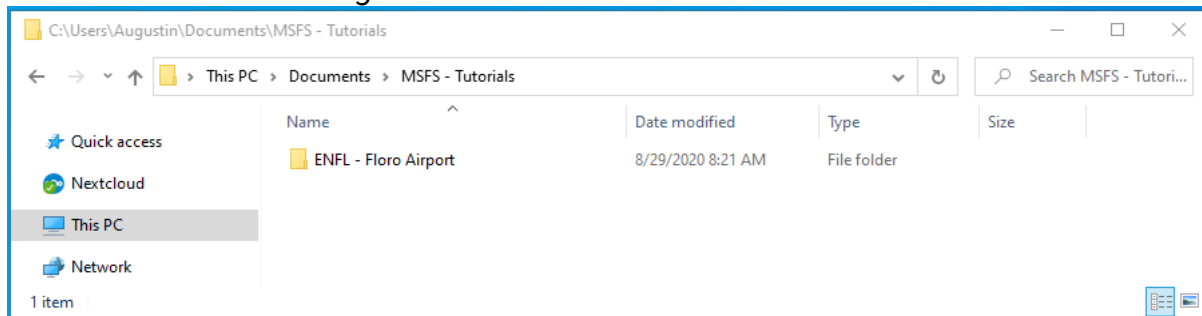 C:\Users\Augustin\Documents\MSFS - Tutorials
This PC > Documents > MSFS - Tutorials
Search MSFS - Tutori...
Name Date modified Type Size
Quick access
ENFL - Floro Airport 8/29/2020 8:21 AM File folder
Nextcloud
This PC
Network
1 item